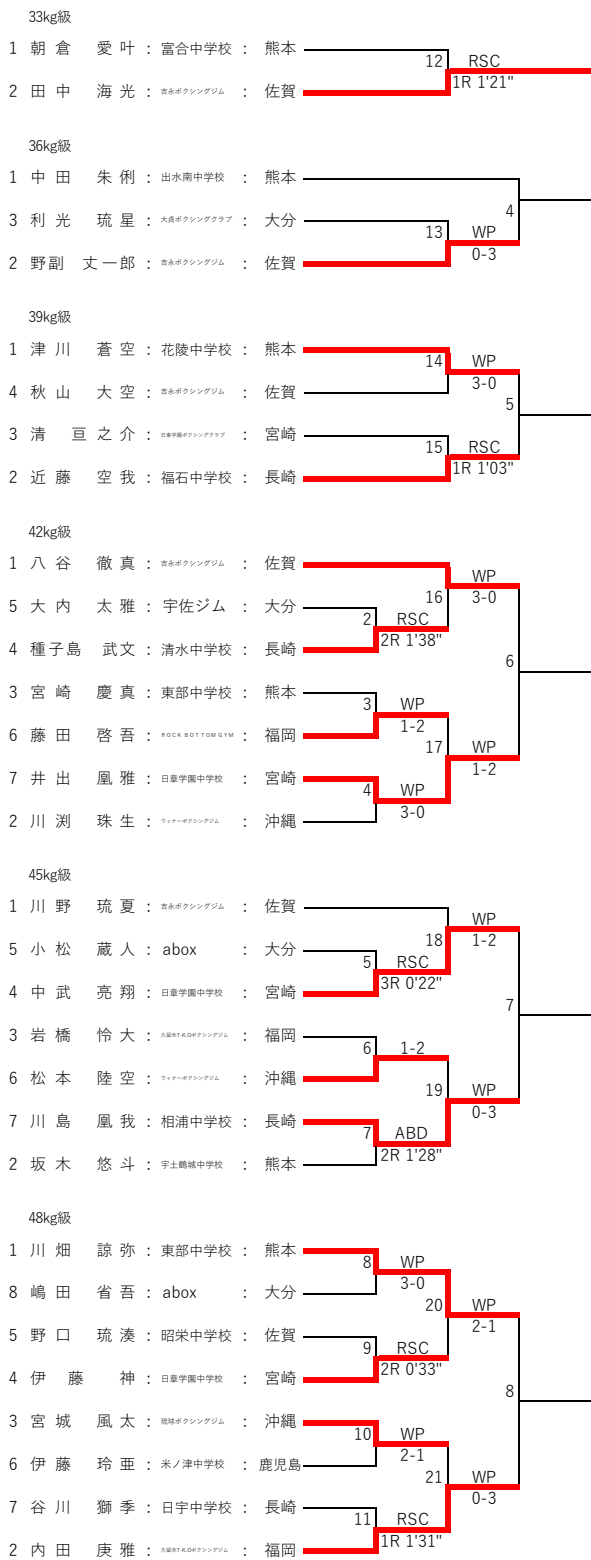 33kg級
1 朝倉 愛叶 : 富合中学校 : 熊本
12 RSC
1R 1'21"
2 田中 海光 : 吉永ボクシングジム : 佐賀
36kg級
1 中田 朱俐 : 出水南中学校 : 熊本
4
3 利光 琉星 : 大貞ボクシングクラブ : 大分
13 WP
0-3
2 野副 丈一郎 : 吉永ボクシングジム : 佐賀
39kg級
1 津川 蒼空 : 花陵中学校 : 熊本
14 WP
3-0
4 秋山 大空 : 吉永ボクシングジム : 佐賀
5
3 清 亘之介 : 日章学園ボクシングクラブ : 宮崎
15 RSC
1R 1'03"
2 近藤 空我 : 福石中学校 : 長崎
42kg級
1 八谷 徹真 : 吉永ボクシングジム : 佐賀
WP
16 3-0
5 大内 太雅 : 宇佐ジム : 大分
2 RSC
2R 1'38"
4 種子島 武文 : 清水中学校 : 長崎
6
3 宮崎 慶真 : 東部中学校 : 熊本
3 WP
1-2
6 藤田 啓吾 : ROCK BOTTOM GYM : 福岡
17 WP
1-2
7 井出 凰雅 : 日章学園中学校 : 宮崎
4 WP
3-0
2 川渕 珠生 : ウィナーボクシングジム : 沖縄
45kg級
1 川野 琉夏 : 吉永ボクシングジム : 佐賀
WP
18 1-2
5 小松 蔵人 : abox : 大分
5 RSC
3R 0'22"
4 中武 亮翔 : 日章学園中学校 : 宮崎
7
3 岩橋 怜大 : 久留米T-K.Oボクシングジム : 福岡
6 1-2
6 松本 陸空 : ウィナーボクシングジム : 沖縄
19 WP
0-3
7 川島 凰我 : 相浦中学校 : 長崎
7 ABD
2R 1'28"
2 坂木 悠斗 : 宇土鶴城中学校 : 熊本
48kg級
1 川畑 諒弥 : 東部中学校 : 熊本
8 WP
3-0
8 嶋田 省吾 : abox : 大分
20 WP
2-1
5 野口 琉湊 : 昭栄中学校 : 佐賀
9 RSC
2R 0'33"
4 伊藤 神 : 日章学園中学校 : 宮崎
8
3 宮城 風太 : 琉球ボクシングジム : 沖縄
10 WP
2-1
6 伊藤 玲亜 : 米ノ津中学校 : 鹿児島
21 WP
0-3
7 谷川 獅季 : 日宇中学校 : 長崎
11 RSC
1R 1'31"
2 内田 庚雅 : 久留米T-K.Oボクシングジム : 福岡